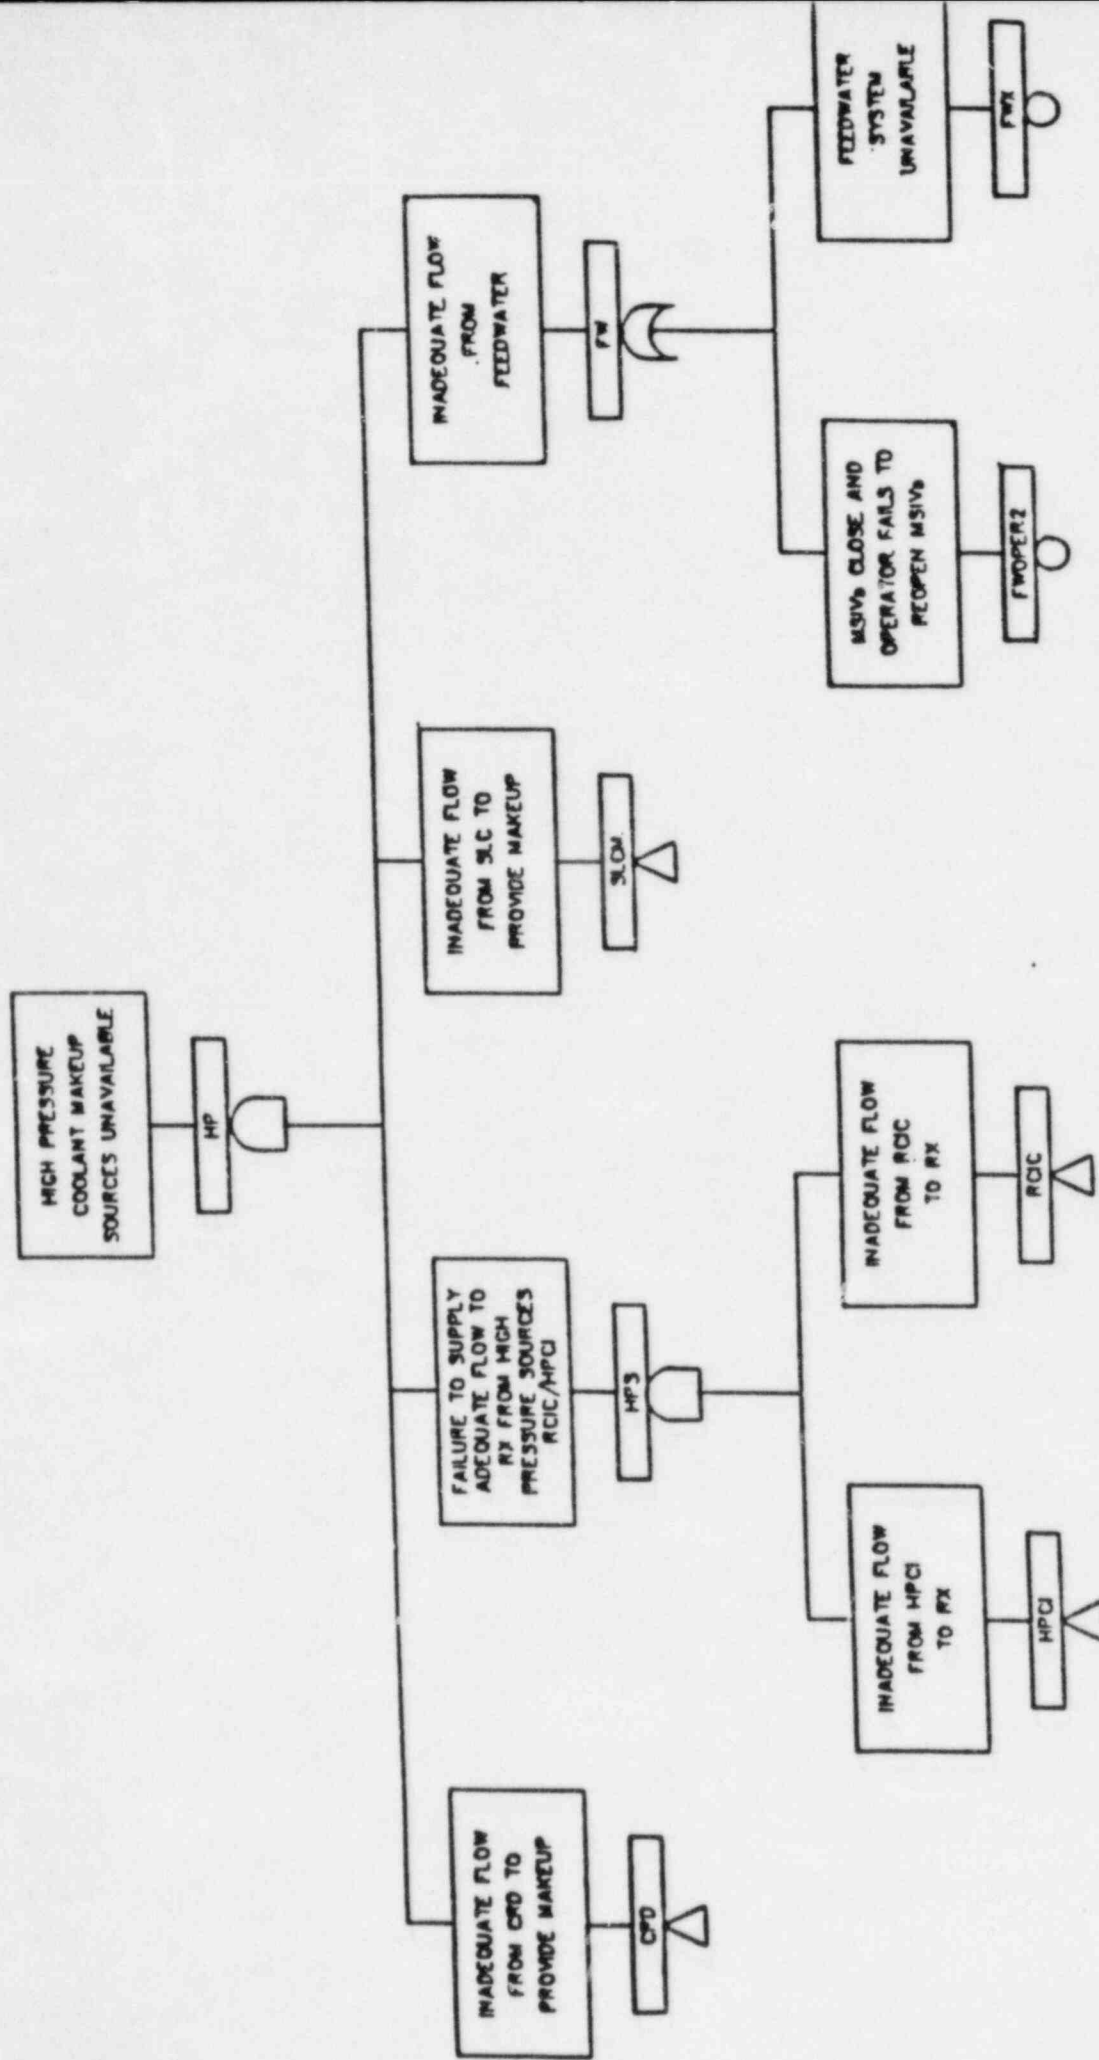 HIGH PRESSURE
COOLANT MAKEUP
SOURCES UNAVAILABLE
HP
INADEQUATE FLOW
FROM CRD TO
PROVIDE MAKEUP
CRD
FAILURE TO SUPPLY
ADEQUATE FLOW TO
RX FROM HIGH
PRESSURE SOURCES
RCIC/HPCI
HPS
INADEQUATE FLOW
FROM SLC TO
PROVIDE MAKEUP
SLCM
INADEQUATE FLOW
FROM
FEEDWATER
FW
INADEQUATE FLOW
FROM HPCI
TO RX
HPCI
INADEQUATE FLOW
FROM RCIC
TO RX
RCIC
MSIVs CLOSE AND
OPERATOR FAILS TO
REOPEN MSIVs
FWOPER2
FEEDWATER
SYSTEM
UNAVAILABLE
FWX